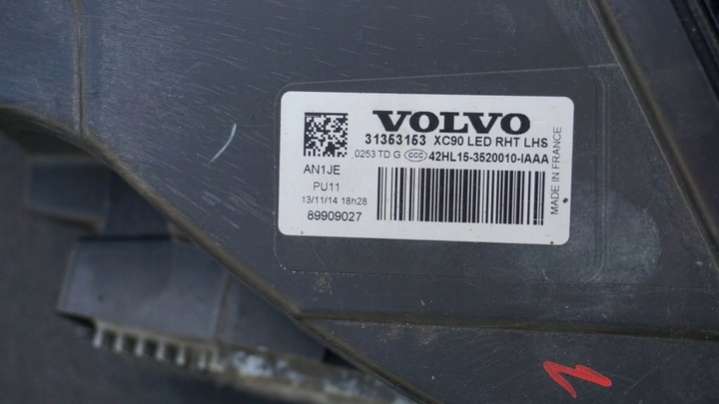 VOLVO
31353153 XC90 LED RHT LHS
0253 TD G CCC 42HL15-3520010-IAAA
AN1JE
PU11
13/11/14 18h28
89909027
MADE IN FRANCE